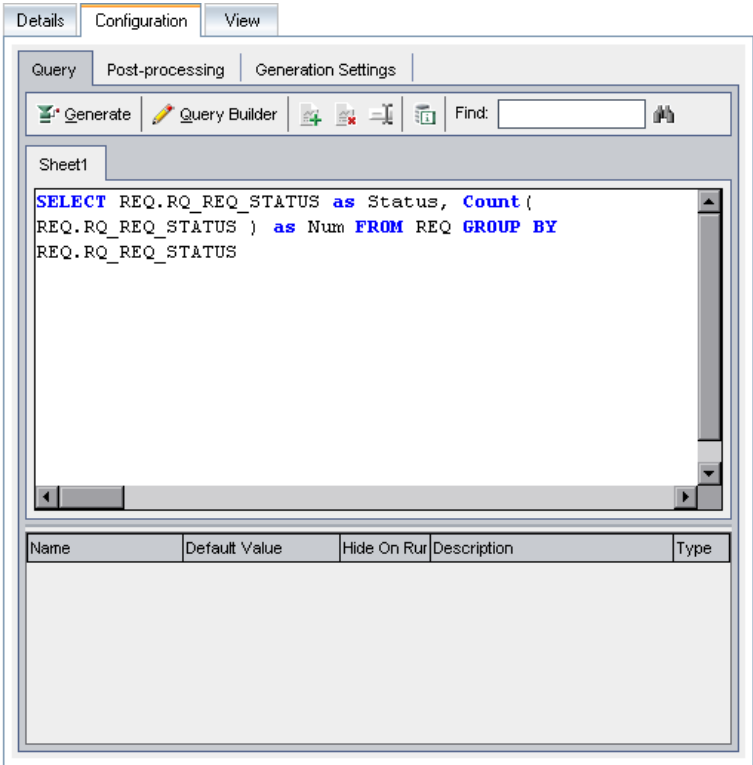 Details Configuration View
Query Post-processing Generation Settings
Generate Query Builder Find:
Sheet1
SELECT REQ.RQ_REQ_STATUS as Status, Count(
REQ.RQ_REQ_STATUS ) as Num FROM REQ GROUP BY
REQ.RQ_REQ_STATUS
Name Default Value Hide On Rur Description Type